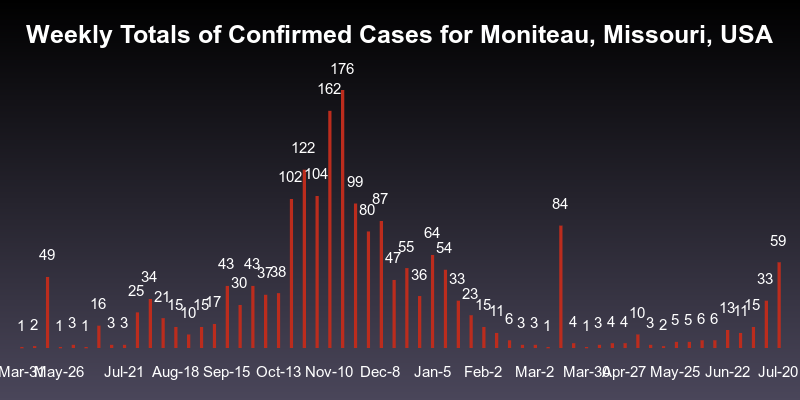 Weekly Totals of Confirmed Cases for Moniteau, Missouri, USA
1 2 49 1 3 1 16 3 3 25 34 21 15 10 15 17 43 30 43 37 38 102 122 104 162 176 99 80 87 47 55 36 64 54 33 23 15 11 6 3 3 1 84 4 1 3 4 4 10 3 2 5 5 6 6 13 11 15 33 59
Mar-31 May-26 Jul-21 Aug-18 Sep-15 Oct-13 Nov-10 Dec-8 Jan-5 Feb-2 Mar-2 Mar-30 Apr-27 May-25 Jun-22 Jul-20